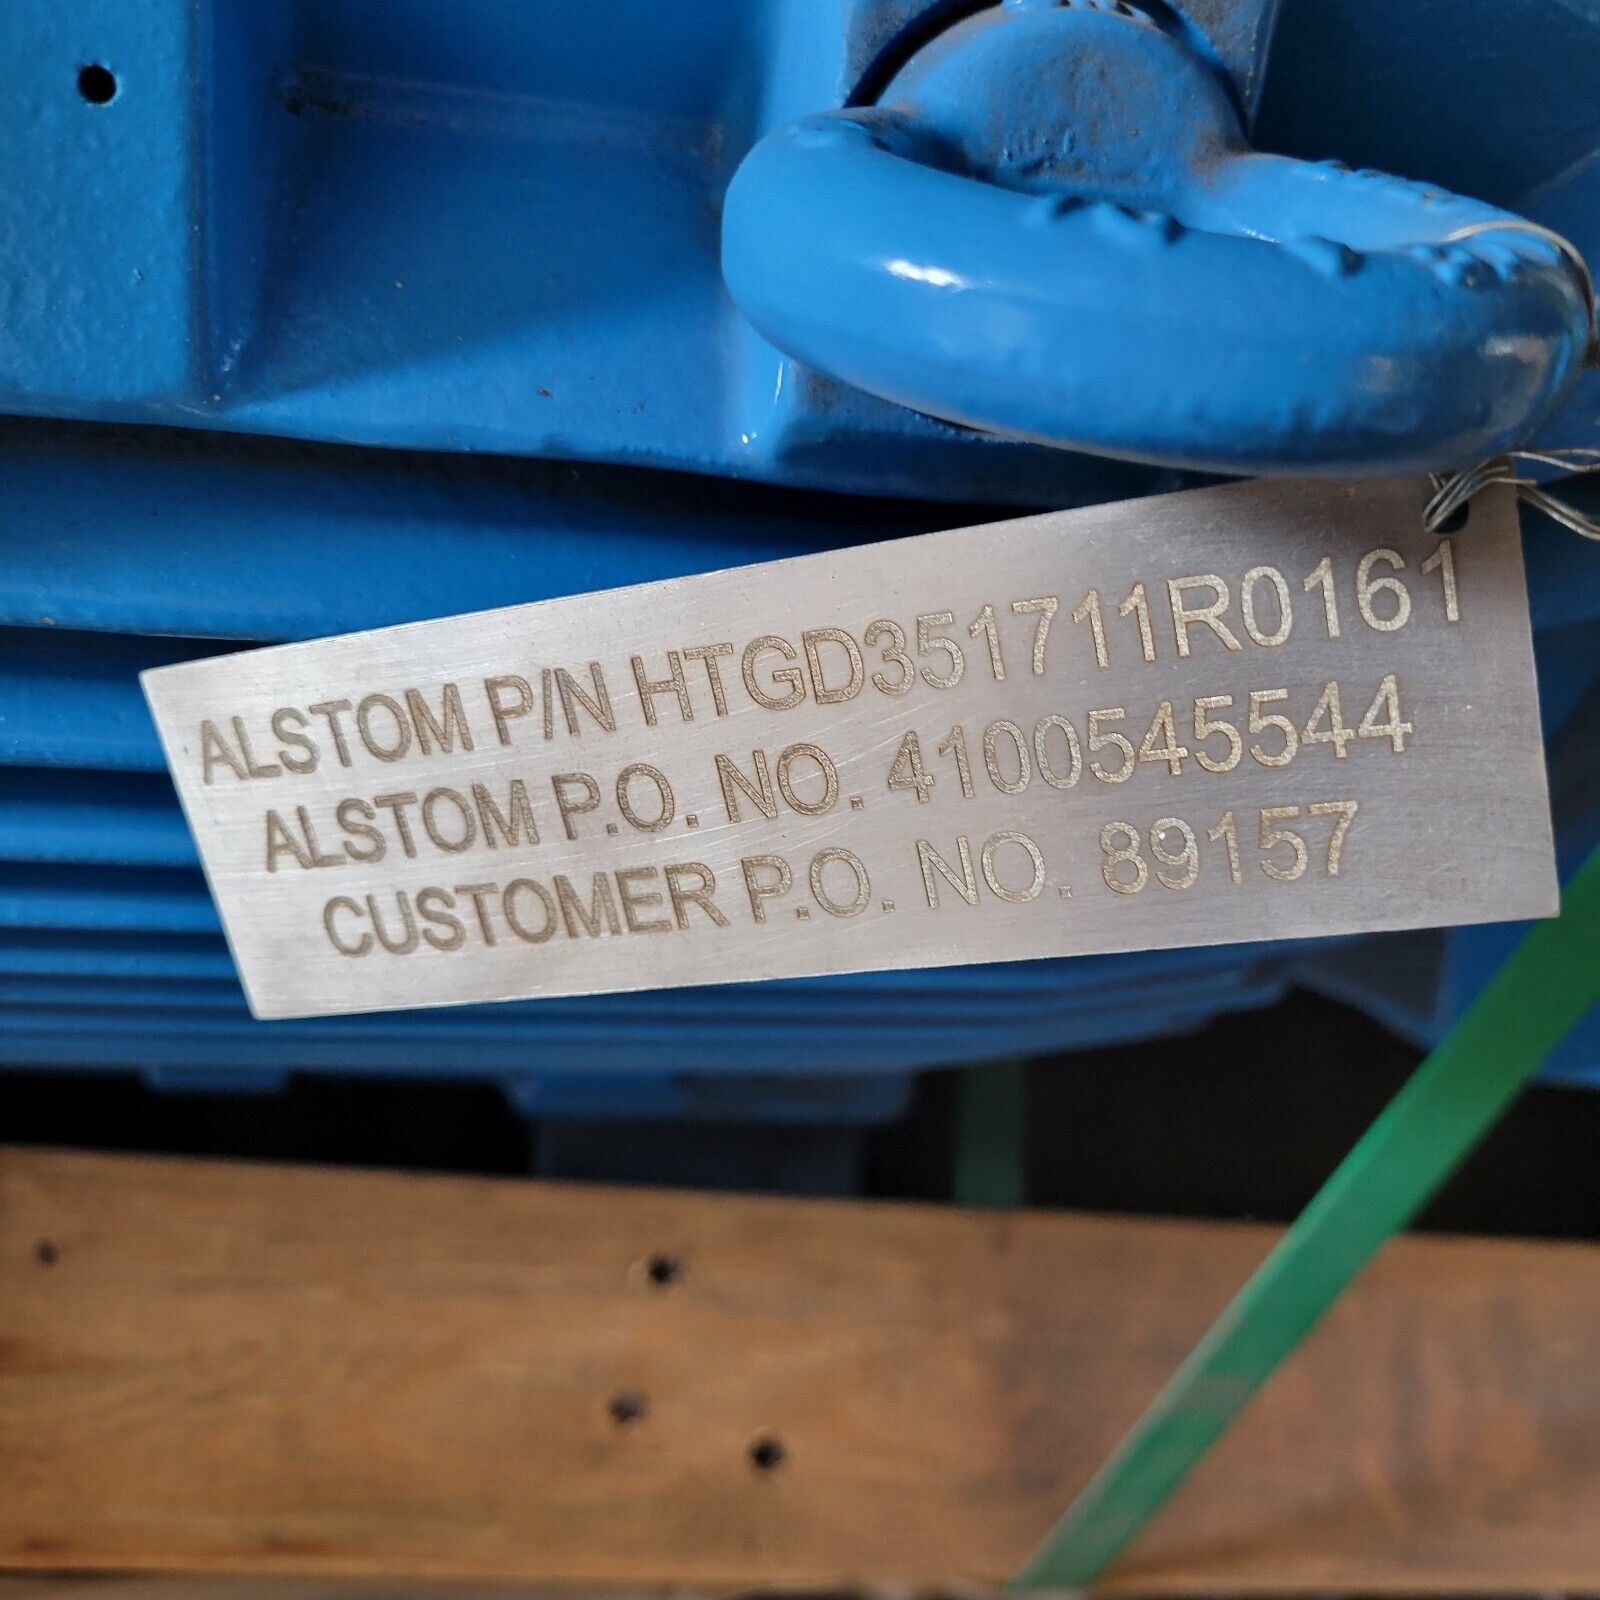 ALSTOM P/N HTGD351711R0161
ALSTOM P.O. NO. 4100545544
CUSTOMER P.O. NO. 89157